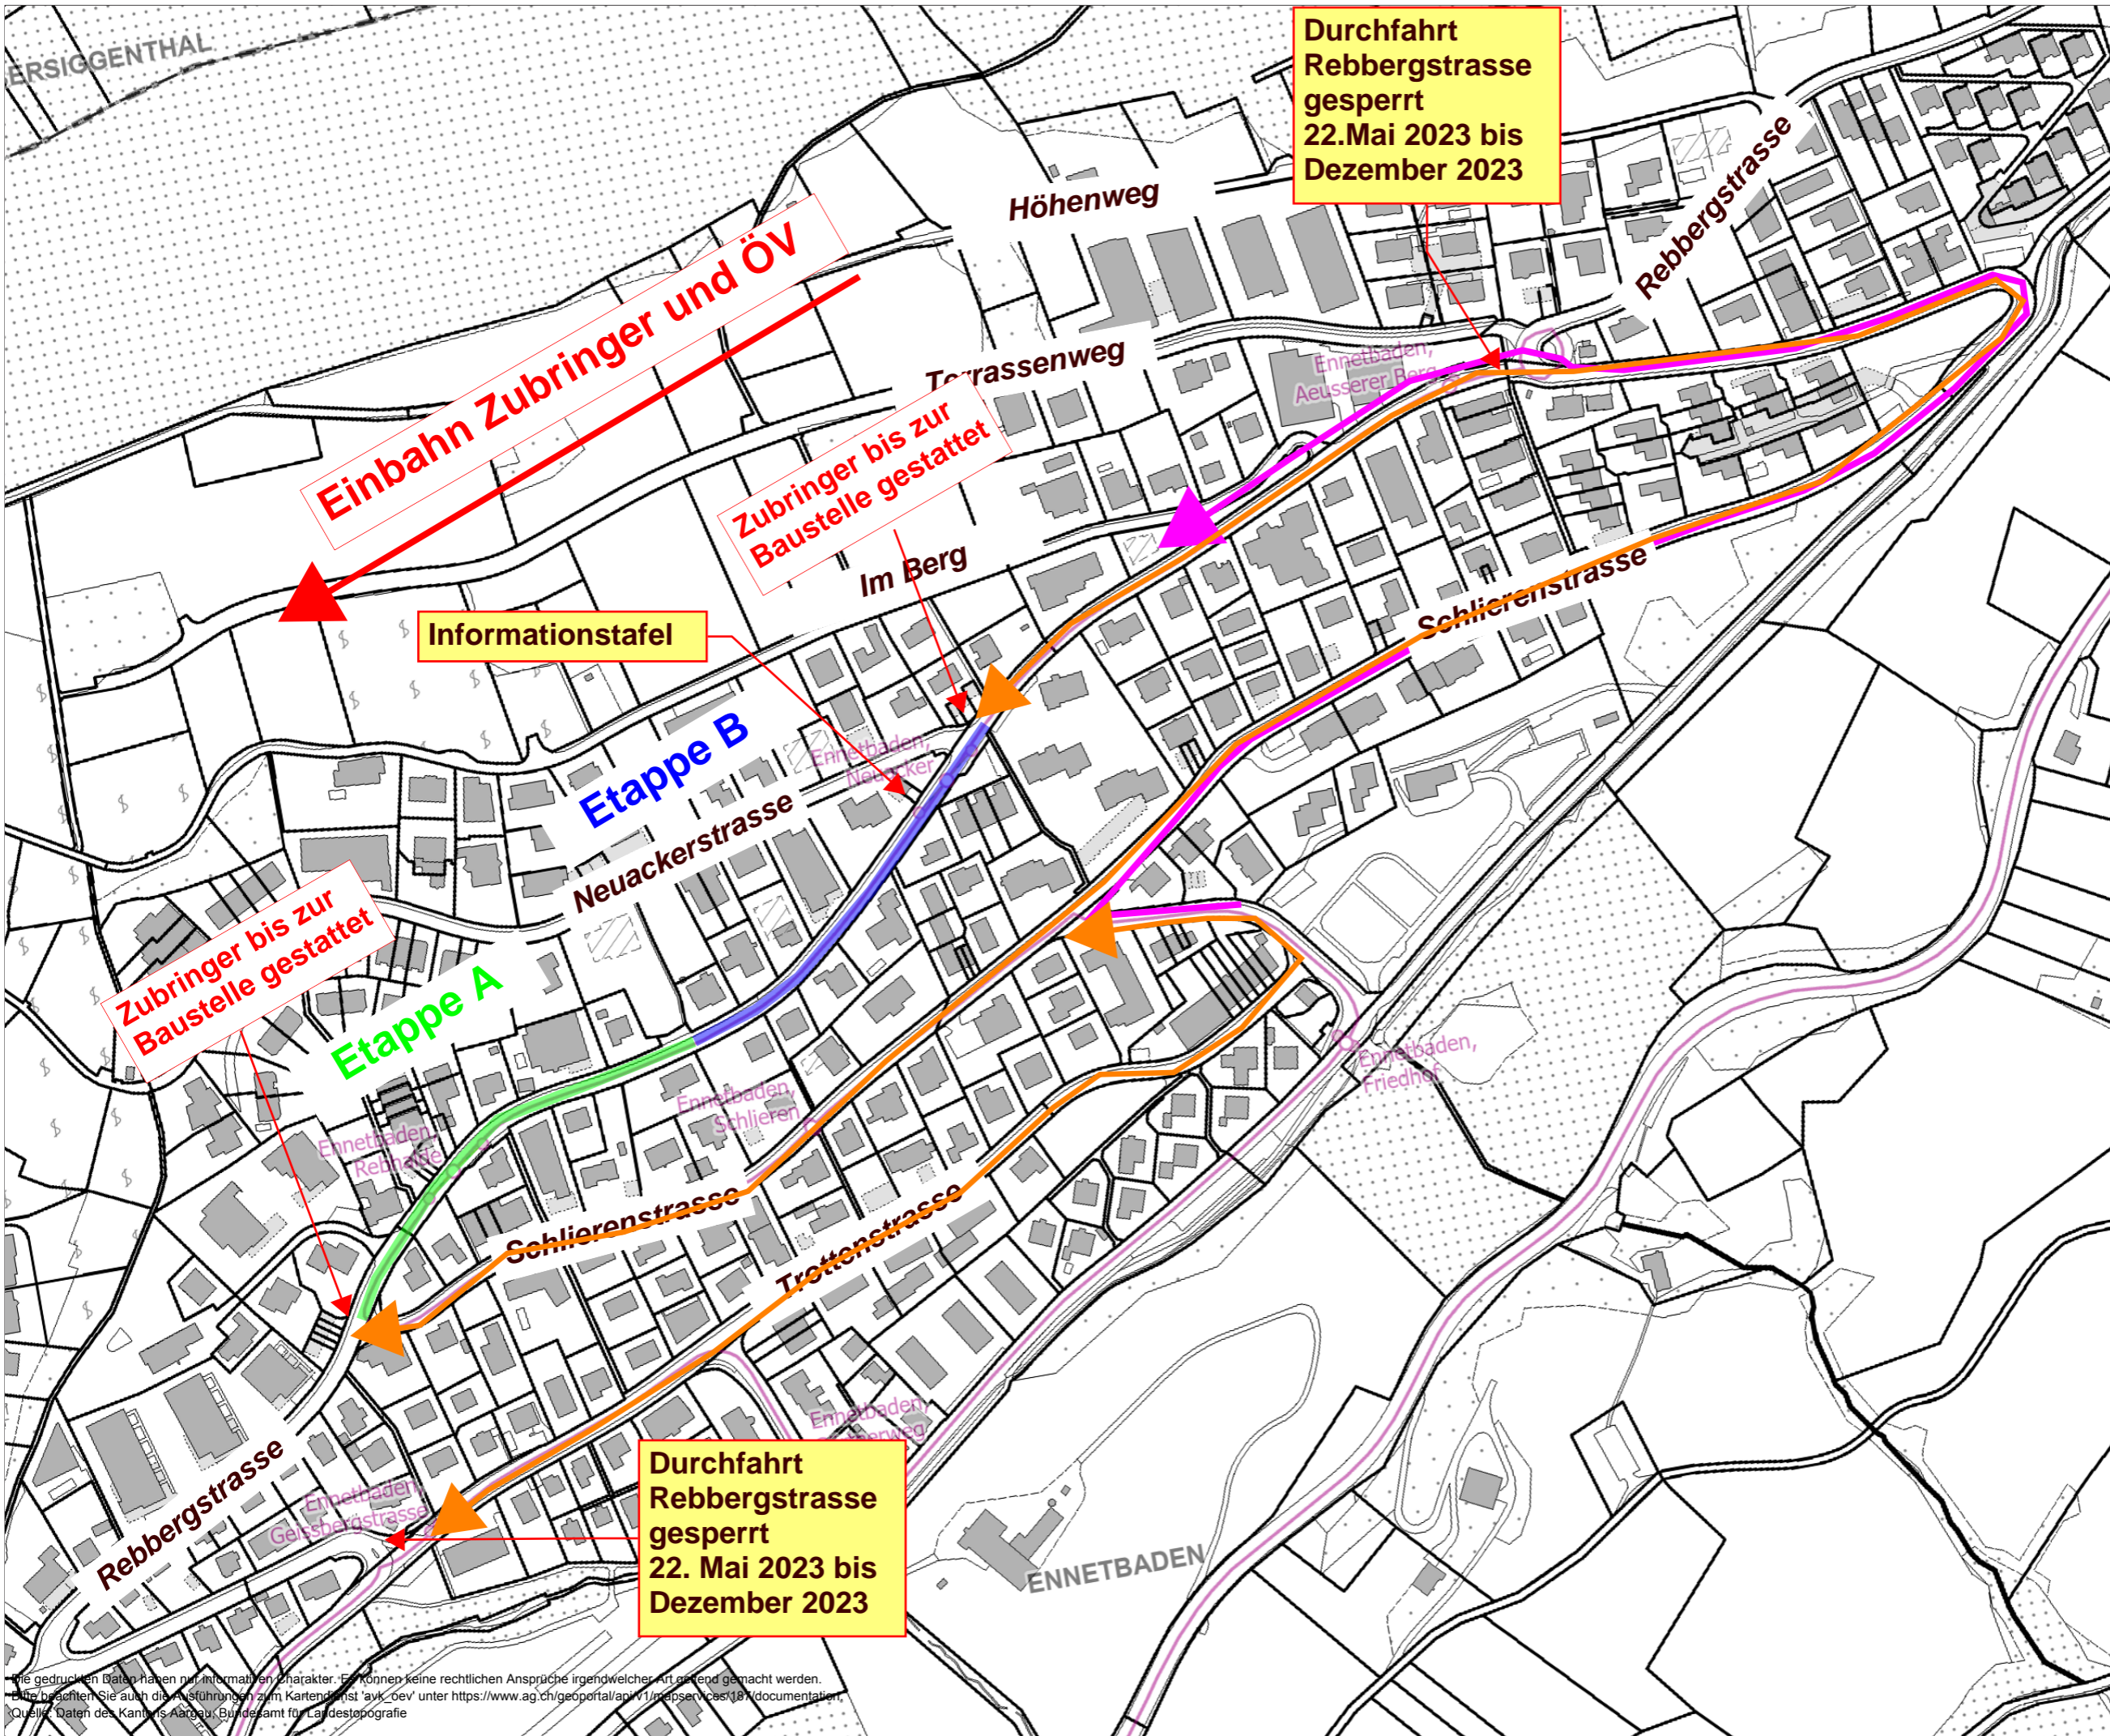 ERSIGGENTHAL
Durchfahrt
Rebbergstrasse
gesperrt
22.Mai 2023 bis
Dezember 2023
Rebbergstrasse
Höhenweg
Einbahn Zubringer und ÖV
Terrassenweg
Ennetbaden,
Aeusserer Berg
Zubringer bis zur
Baustelle gestattet
Im Berg
Schlierenstrasse
Informationstafel
Etappe B
Ennetbaden,
Neuacker
Neuackerstrasse
Zubringer bis zur
Baustelle gestattet
Etappe A
Ennetbaden,
Friedhof
Ennetbaden,
Schlieren
Ennetbaden,
Rebhalde
Schlierenstrasse
Trottenstrasse
Ennetbaden,
Rebbergstrasse
Ennetbaden,
Geissbergstrasse
Durchfahrt
Rebbergstrasse
gesperrt
22. Mai 2023 bis
Dezember 2023
ENNETBADEN
Die gedruckten Daten haben nur informativen Charakter. Es können keine rechtlichen Ansprüche irgendwelcher Art geltend gemacht werden.
Bitte beachten Sie auch die Ausführungen zum Kartendienst 'avk_oev' unter https://www.ag.ch/geoportal/api/v1/mapservices/187/documentation,
Quelle: Daten des Kantons Aargau, Bundesamt für Landestopografie